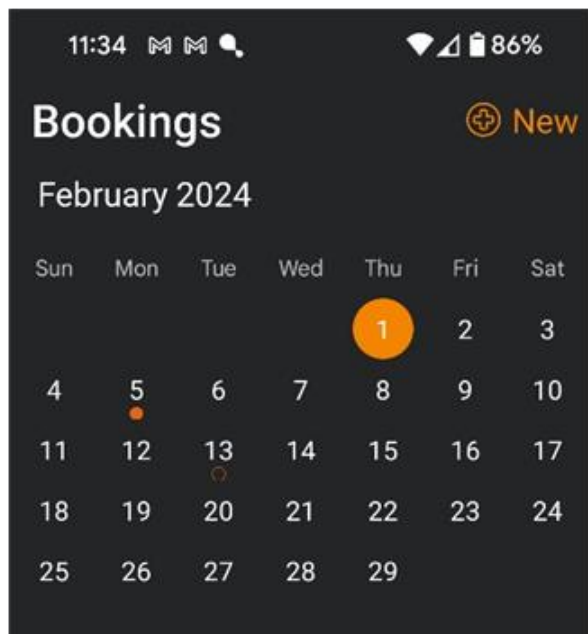 11:34 86%
Bookings New
February 2024
Sun Mon Tue Wed Thu Fri Sat
1 2 3
4 5 6 7 8 9 10
11 12 13 14 15 16 17
18 19 20 21 22 23 24
25 26 27 28 29